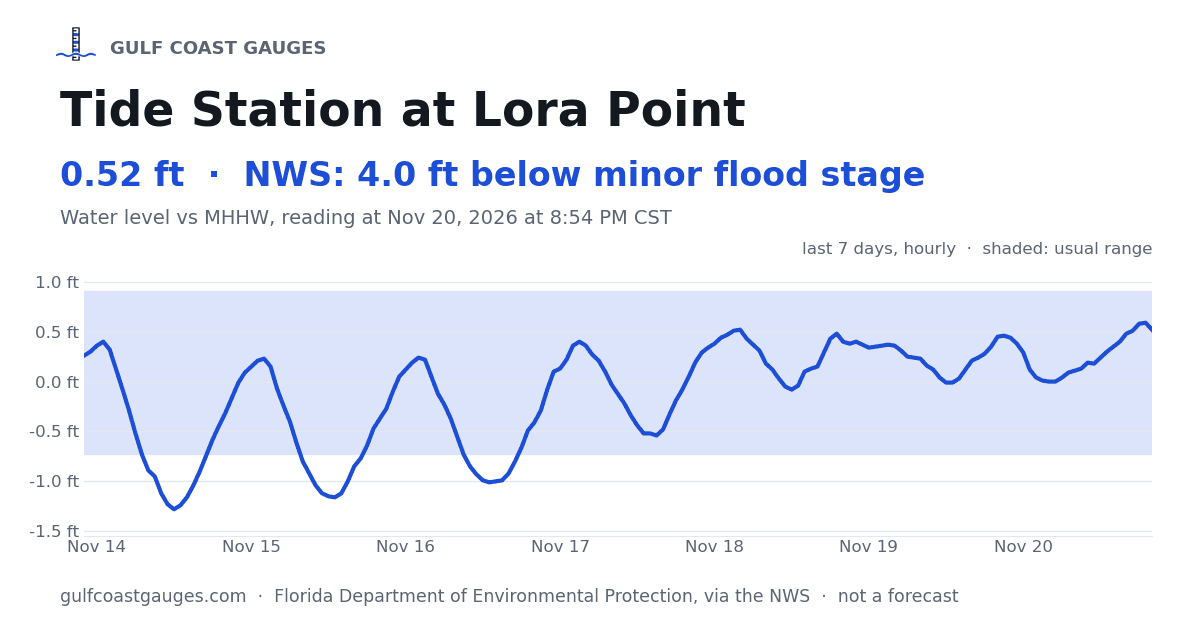 GULF COAST GAUGES
Tide Station at Lora Point
0.52 ft · NWS: 4.0 ft below minor flood stage
Water level vs MHHW, reading at Nov 20, 2026 at 8:54 PM CST
last 7 days, hourly · shaded: usual range
1.0 ft
0.5 ft
0.0 ft
-0.5 ft
-1.0 ft
-1.5 ft
Nov 14 Nov 15 Nov 16 Nov 17 Nov 18 Nov 19 Nov 20
gulfcoastgauges.com · Florida Department of Environmental Protection, via the NWS · not a forecast